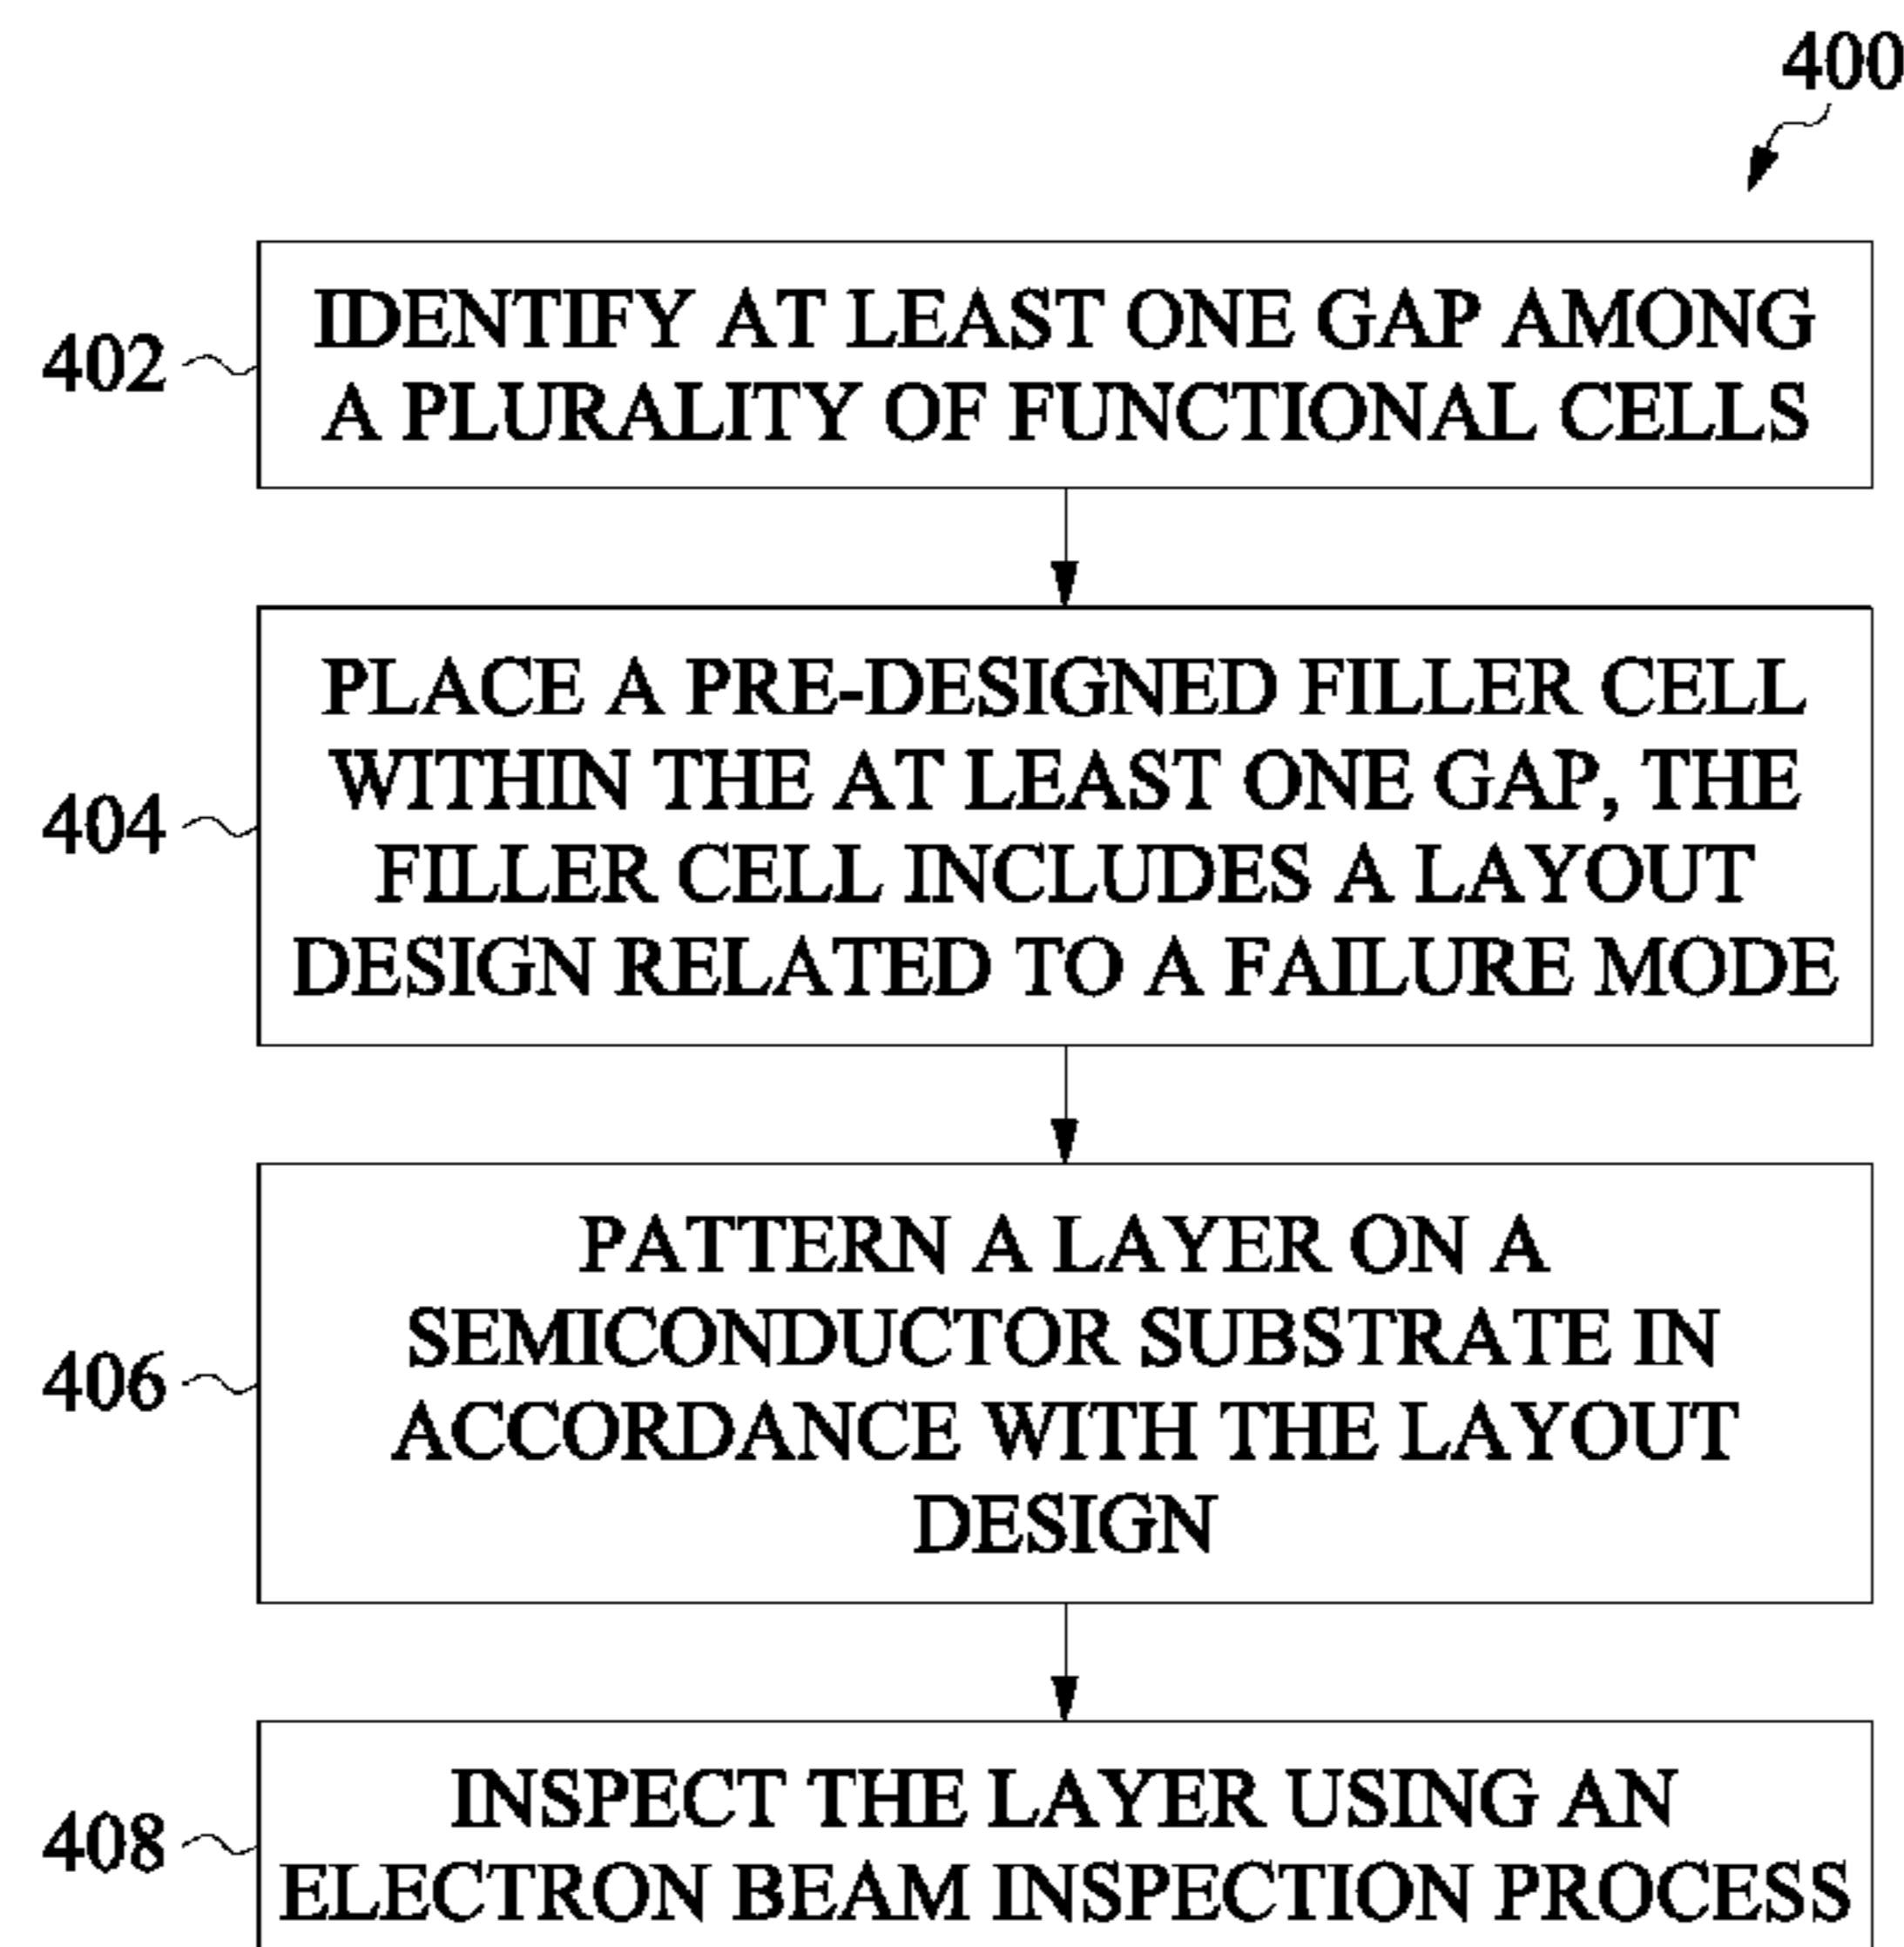 400
402
IDENTIFY AT LEAST ONE GAP AMONG
A PLURALITY OF FUNCTIONAL CELLS
404
PLACE A PRE-DESIGNED FILLER CELL
WITHIN THE AT LEAST ONE GAP, THE
FILLER CELL INCLUDES A LAYOUT
DESIGN RELATED TO A FAILURE MODE
406
PATTERN A LAYER ON A
SEMICONDUCTOR SUBSTRATE IN
ACCORDANCE WITH THE LAYOUT
DESIGN
408
INSPECT THE LAYER USING AN
ELECTRON BEAM INSPECTION PROCESS